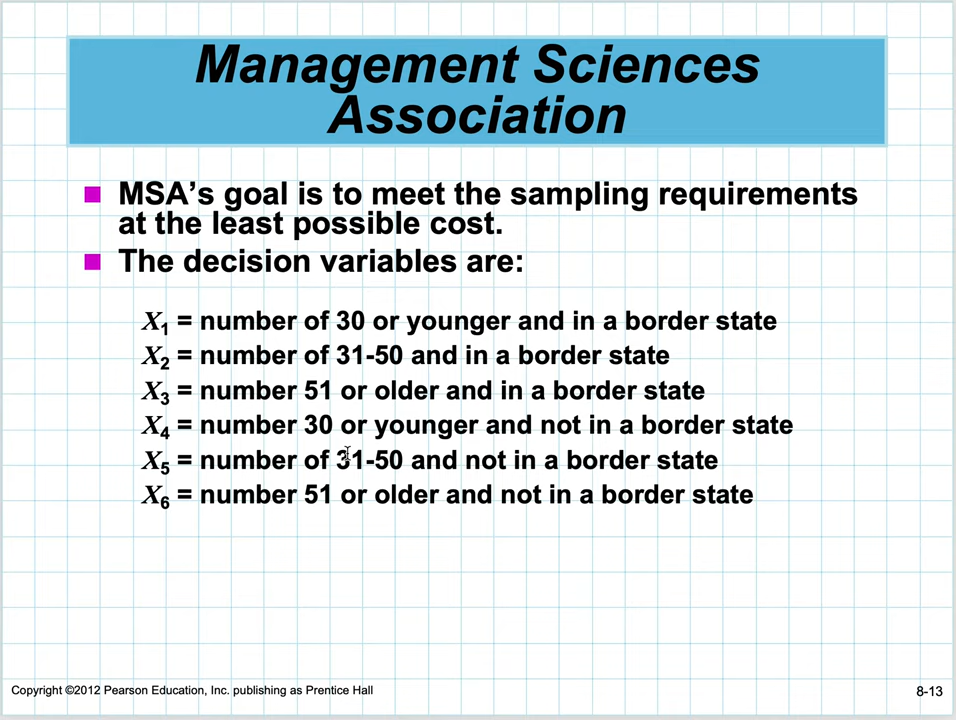 Management Sciences
Association
MSA’s goal is to meet the sampling requirements
at the least possible cost.
The decision variables are:
X1 = number of 30 or younger and in a border state
X2 = number of 31-50 and in a border state
X3 = number 51 or older and in a border state
X4 = number 30 or younger and not in a border state
X5 = number of 31-50 and not in a border state
X6 = number 51 or older and not in a border state
Copyright ©2012 Pearson Education, Inc. publishing as Prentice Hall
8-13